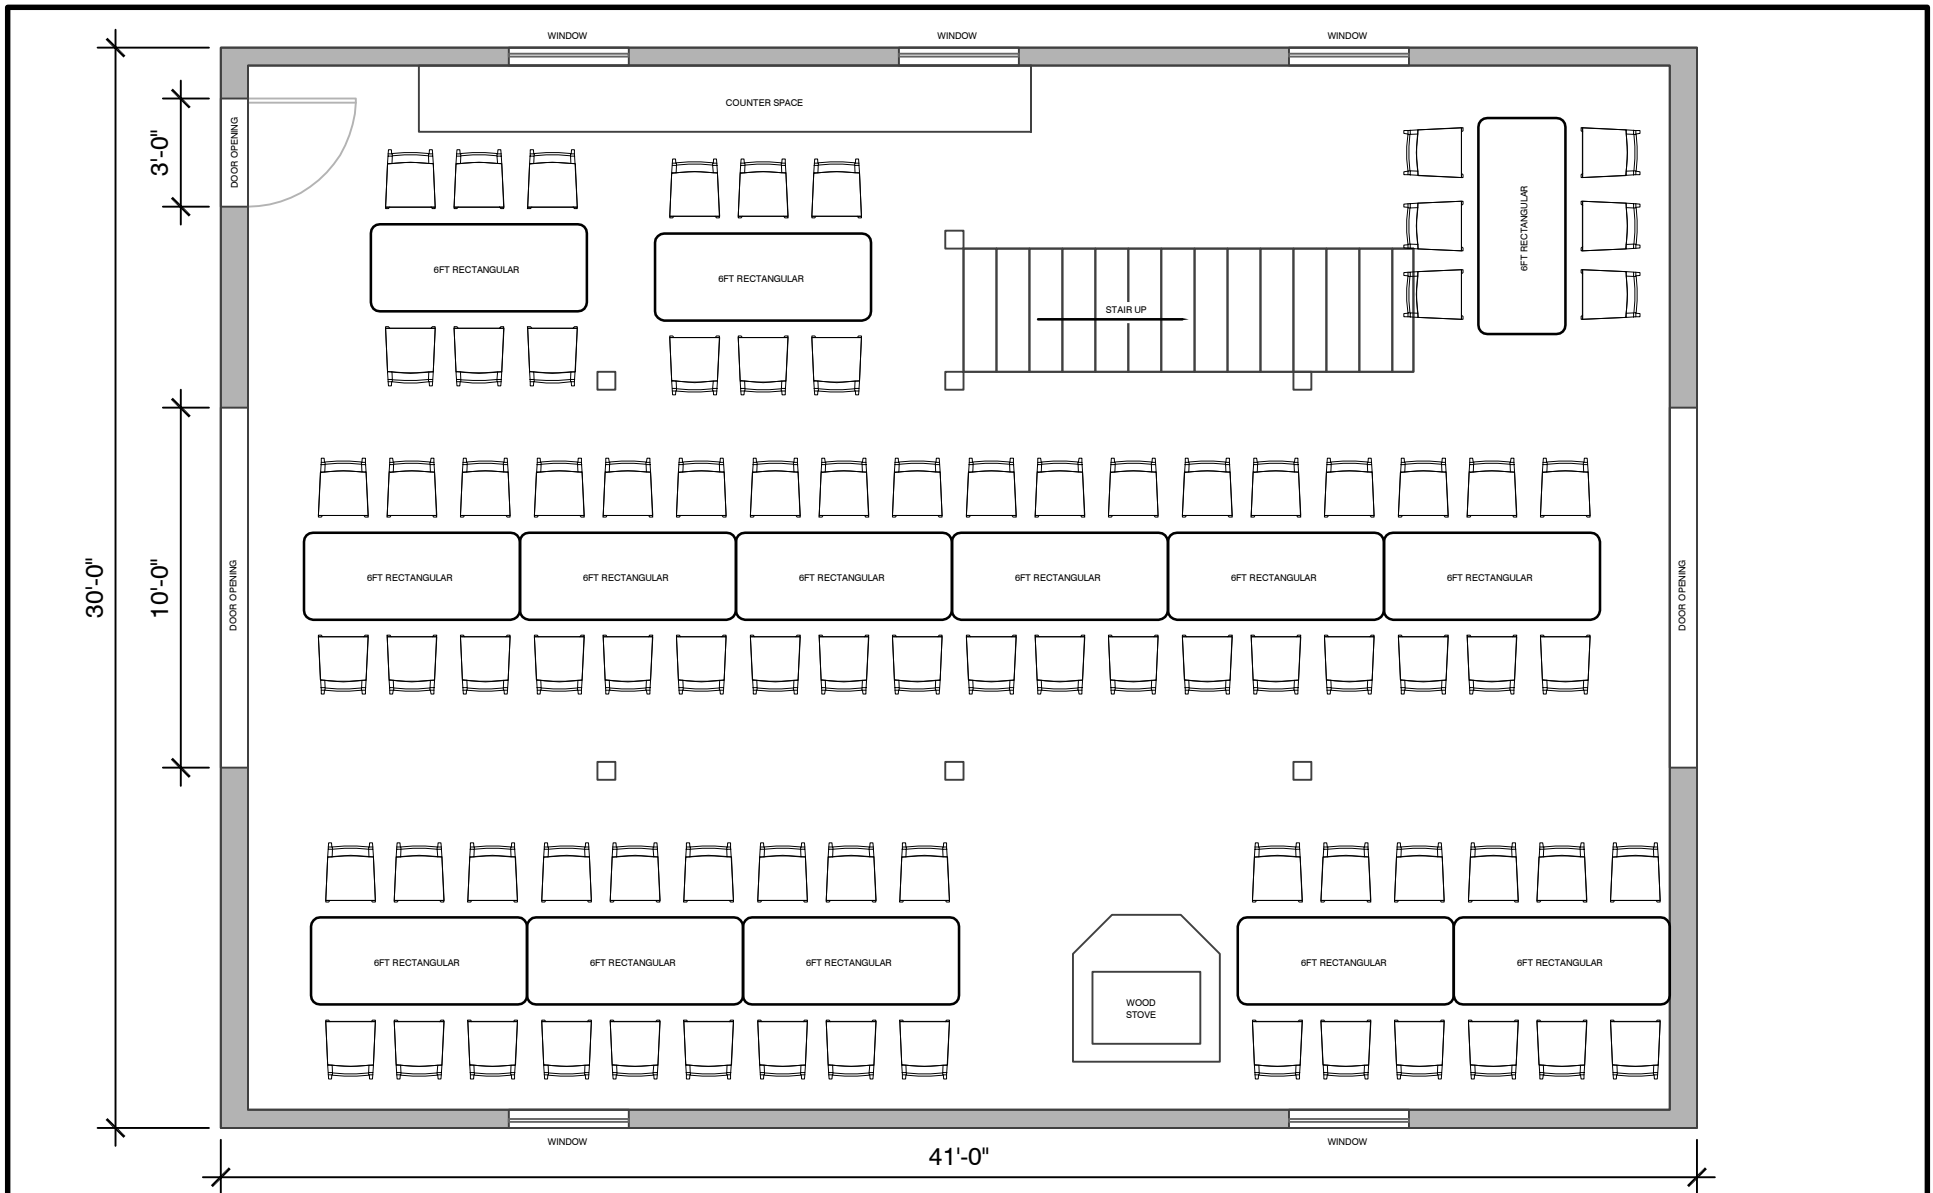 WINDOW
WINDOW
WINDOW
COUNTER SPACE
DOOR OPENING
3'-0"
6FT RECTANGULAR
6FT RECTANGULAR
6FT RECTANGULAR
STAIR UP
30'-0"
10'-0"
DOOR OPENING
6FT RECTANGULAR
6FT RECTANGULAR
6FT RECTANGULAR
6FT RECTANGULAR
6FT RECTANGULAR
6FT RECTANGULAR
DOOR OPENING
6FT RECTANGULAR
6FT RECTANGULAR
6FT RECTANGULAR
6FT RECTANGULAR
6FT RECTANGULAR
WOOD
STOVE
WINDOW
WINDOW
41'-0"